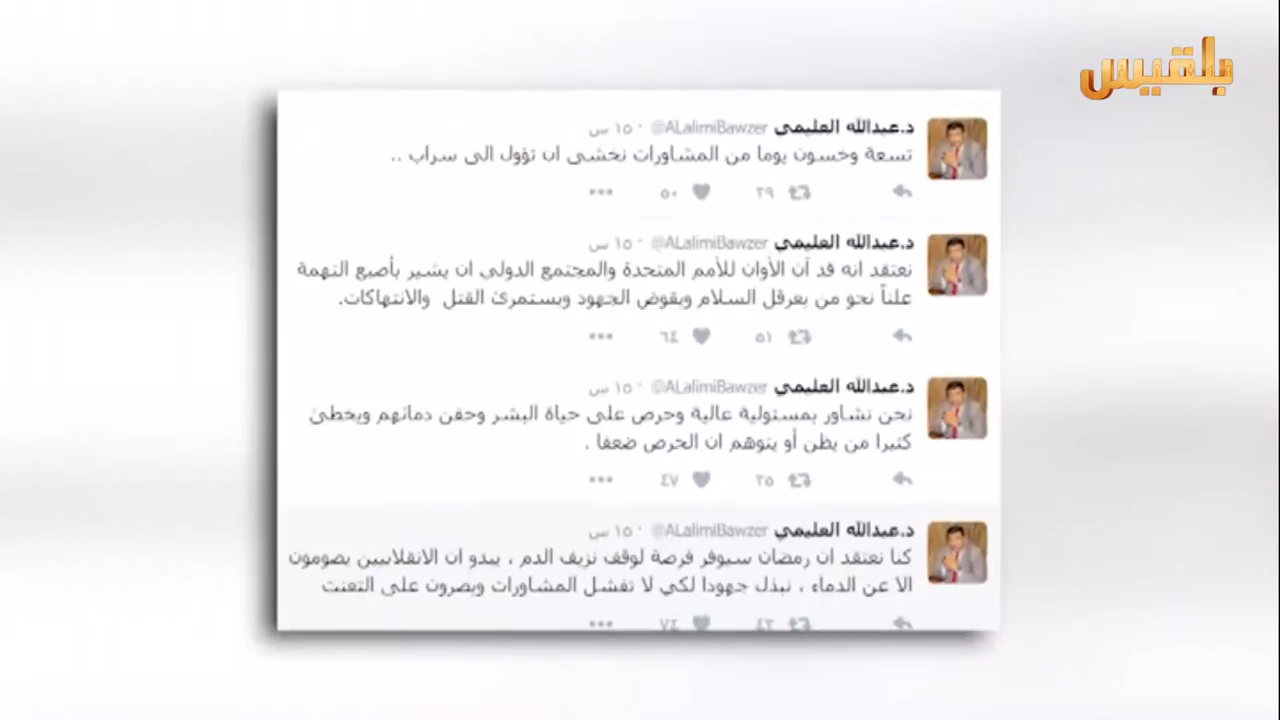 بلقيس
د.عبدالله العليمي @ALalimiBawzer · ١٥ س
تسعة وخسون يوما من المشاورات نخشى ان تؤول الى سراب ..
٢٩ ٥٠
د.عبدالله العليمي @ALalimiBawzer · ١٥ س
نعتقد انه قد آن الأوان للأمم المتحدة والمجتمع الدولي ان يشير بأصبع التهمة
علناً نحو من يعرقل السلام ويقوض الجهود ويستمرئ القتل والانتهاكات.
٥١ ٦٤
د.عبدالله العليمي @ALalimiBawzer · ١٥ س
نحن نشاور بمسئولية عالية وحرص على حياة البشر وحقن دمائهم ويخطئ
كثيرا من يظن أو يتوهم ان الحرص ضعفا .
٢٥ ٤٧
د.عبدالله العليمي @ALalimiBawzer · ١٥ س
كنا نعتقد ان رمضان سيوفر فرصة لوقف نزيف الدم ، يبدو ان الانقلابيين يصومون
الا عن الدماء ، نبذل جهودا لكي لا تفشل المشاورات ويصرون على التعنت
٤٢ ٧٤